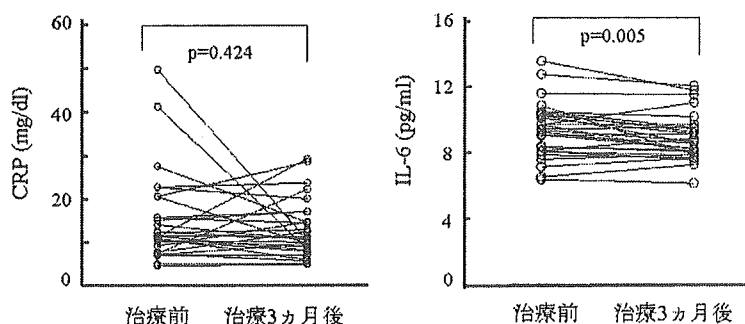 60
40
20
0
CRP (mg/dl)
p=0.424
治療前
治療3ヵ月後
16
12
8
4
0
IL-6 (pg/ml)
p=0.005
治療前
治療3ヵ月後